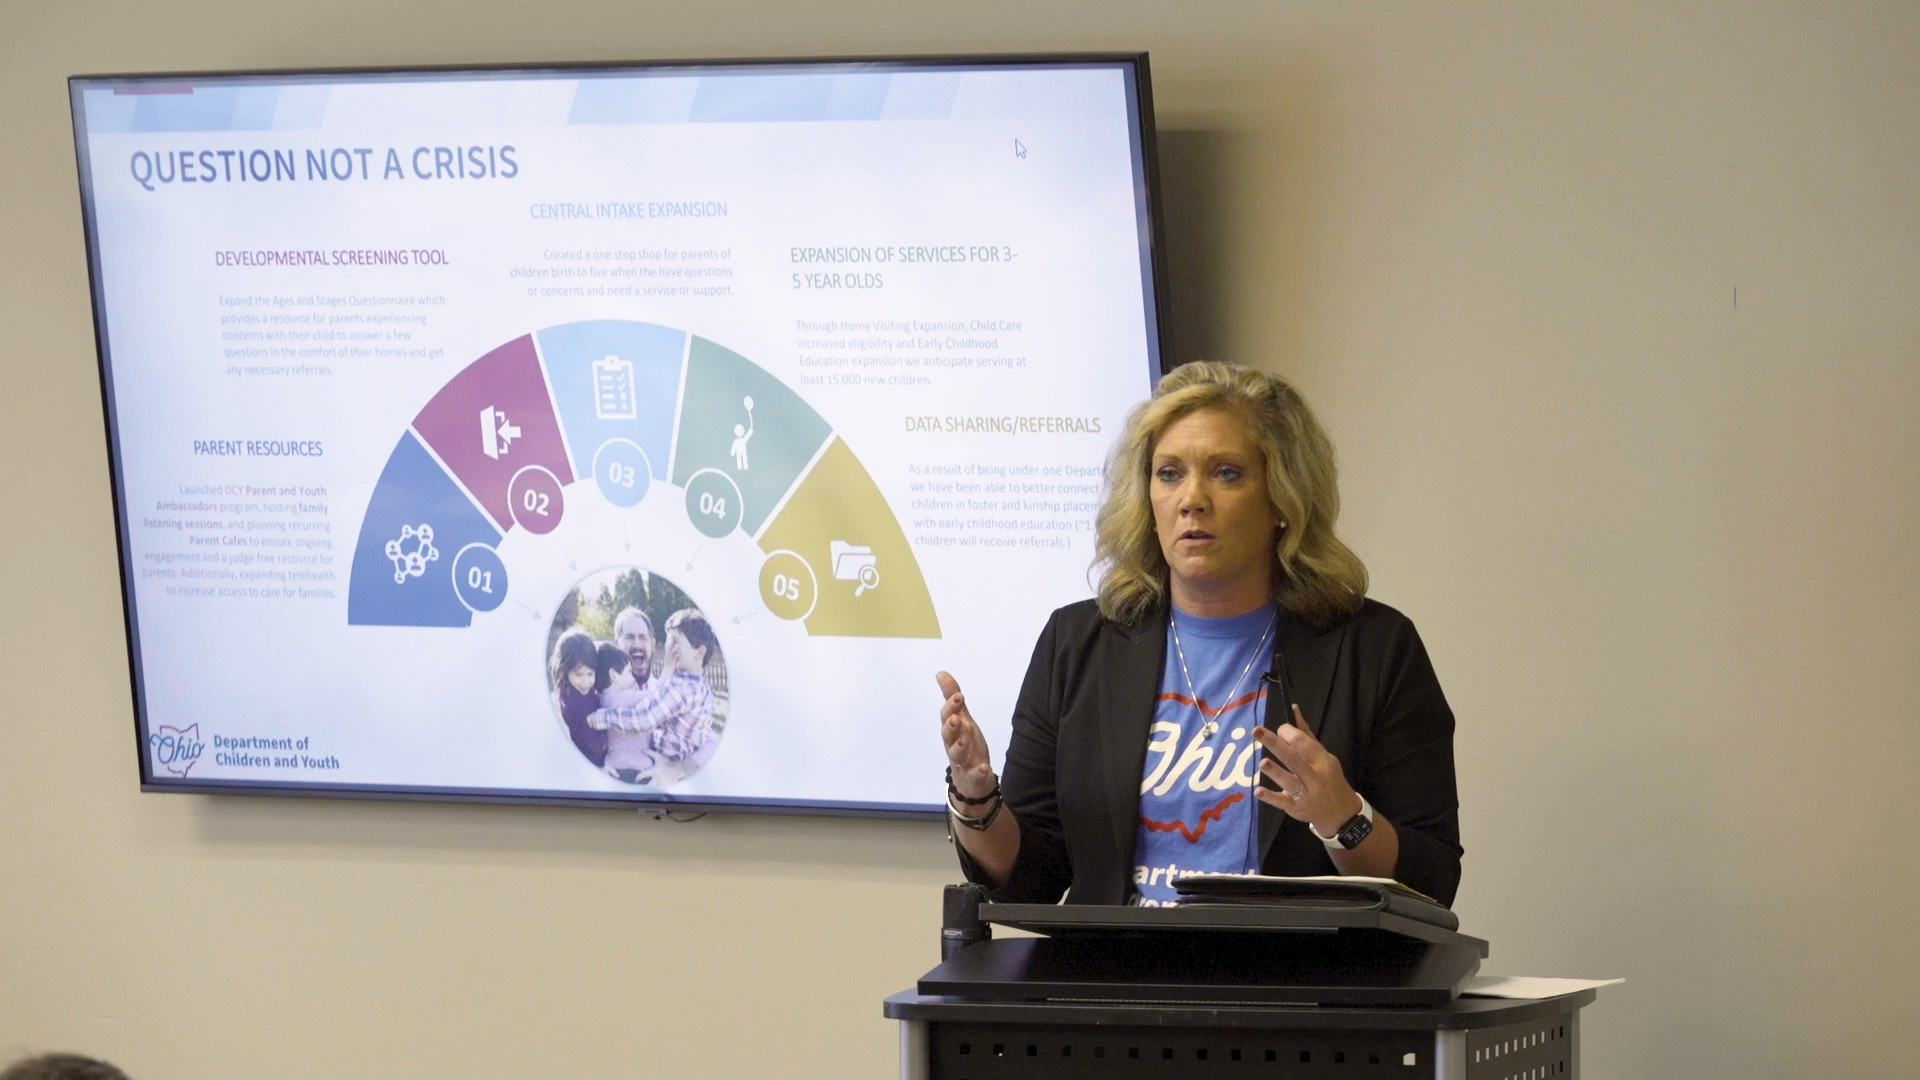 QUESTION NOT A CRISIS
CENTRAL INTAKE EXPANSION
Created a one stop shop for parents of
children birth to five when the have questions
or concerns and need a service or support.
DEVELOPMENTAL SCREENING TOOL
Expand the Ages and Stages Questionnaire which
provides a resource for parents experiencing
concerns with their child to answer a few
questions in the comfort of their homes and get
any necessary referrals.
EXPANSION OF SERVICES FOR 3-
5 YEAR OLDS
Through Home Visiting Expansion, Child Care
increased eligibility and Early Childhood
Education expansion we anticipate serving at
least 15,000 new children.
PARENT RESOURCES
Launched DCY Parent and Youth
Ambassadors program, hosting family
listening sessions, and planning recurring
Parent Cafes to ensure ongoing
engagement and a judge free resource for
parents. Additionally, expanding telehealth
to increase access to care for families.
DATA SHARING/REFERRALS
As a result of being under one
we have been able to better connect
children in foster and kinship
with early childhood education
children will receive referrals.)
01
02
03
04
05
Ohio
Department of
Children and Youth
Ohio
zoom